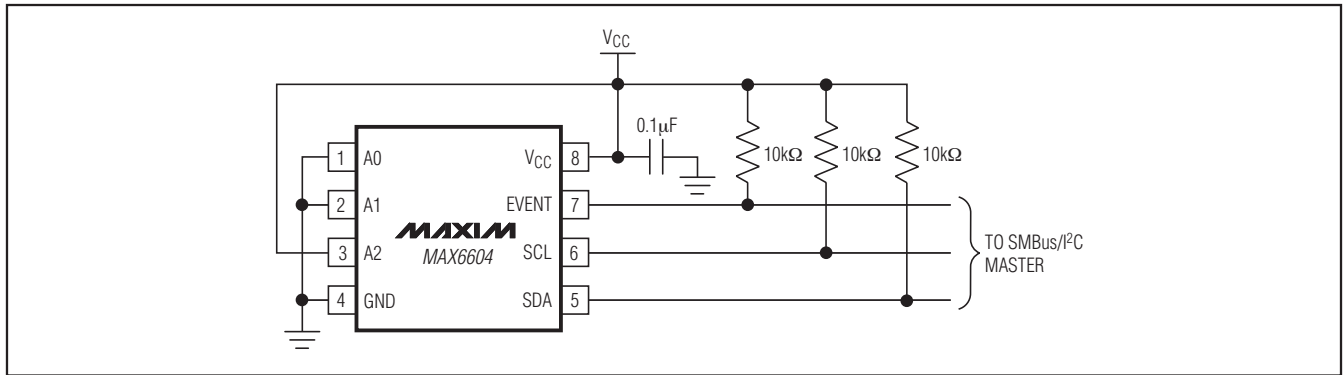 VCC
0.1μF
10kΩ 10kΩ 10kΩ
1 A0 VCC 8
2 A1 EVENT 7
MAXIM
MAX6604
3 A2 SCL 6
4 GND SDA 5
TO SMBus/I²C
MASTER